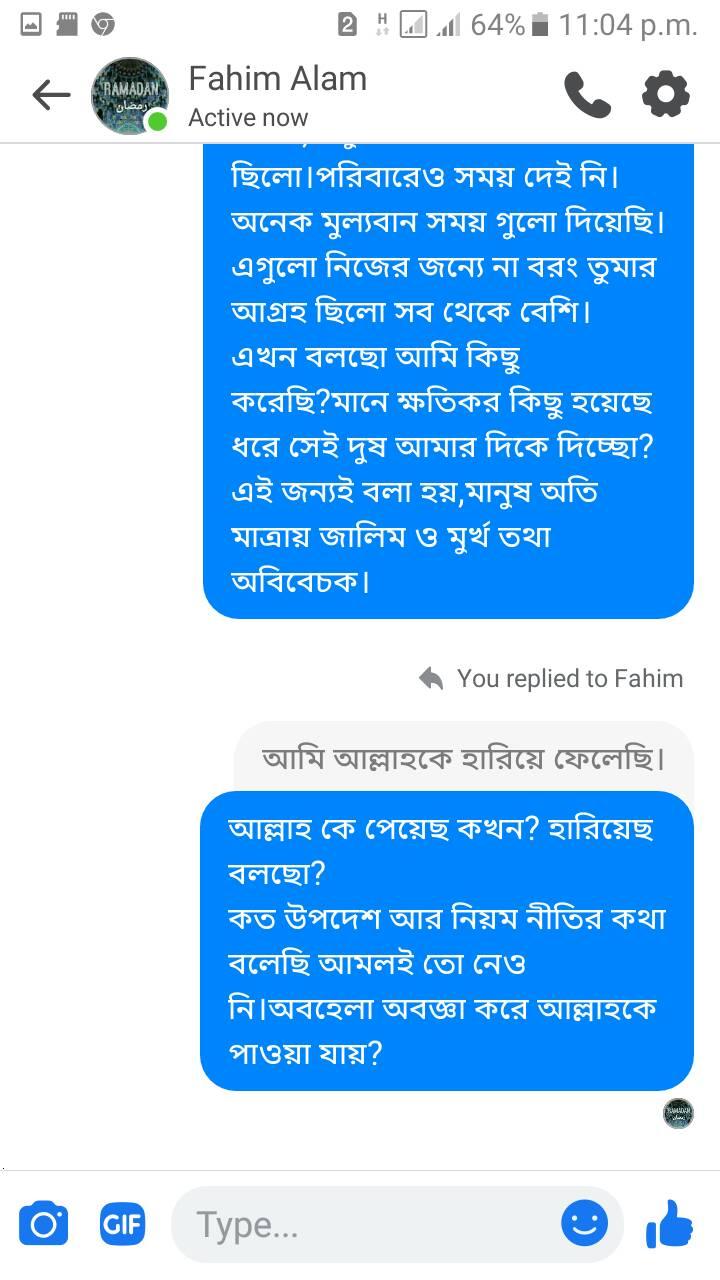 2 H 64% 11:04 p.m.
RAMADAN
رمضان
Fahim Alam
Active now
ছিলো।পরিবারেও সময় দেই নি।
অনেক মুল্যবান সময় গুলো দিয়েছি।
এগুলো নিজের জন্যে না বরং তুমার
আগ্রহ ছিলো সব থেকে বেশি।
এখন বলছো আমি কিছু
করেছি?মানে ক্ষতিকর কিছু হয়েছে
ধরে সেই দুষ আমার দিকে দিচ্ছো?
এই জন্যই বলা হয়,মানুষ অতি
মাত্রায় জালিম ও মুর্খ তথা
অবিবেচক।
You replied to Fahim
আমি আল্লাহকে হারিয়ে ফেলেছি।
আল্লাহ কে পেয়েছ কখন? হারিয়েছ
বলছো?
কত উপদেশ আর নিয়ম নীতির কথা
বলেছি আমলই তো নেও
নি।অবহেলা অবজ্ঞা করে আল্লাহকে
পাওয়া যায়?
GIF
Type...